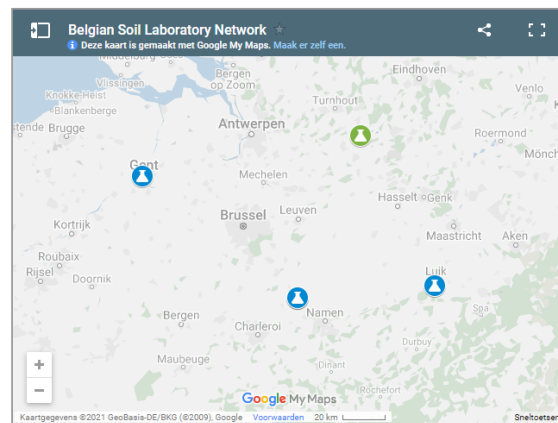 Belgian Soil Laboratory Network
Deze kaart is gemaakt met Google My Maps. Maak er zelf een.
Middelburg
Bergen
op Zoom
Eindhoven
Vlissingen
Venlo
Knokke-Heist
Turnhout
Blankenberge
Antwerpen
Roermond
tende Brugge
Mönch
Gent
Mechelen
Hasselt Genk
Brussel
Leuven
Kortrijk
Maastricht
Aken
Roubaix
Rijsel
Doornik
Luik
Spa
Bergen
Namen
Charleroi
Durbuy
Maubeuge
Dinant
Rochefort
+
−
Google My Maps
Kaartgegevens ©2021 GeoBasis-DE/BKG (©2009), Google Voorwaarden 20 km Sneltoetsen